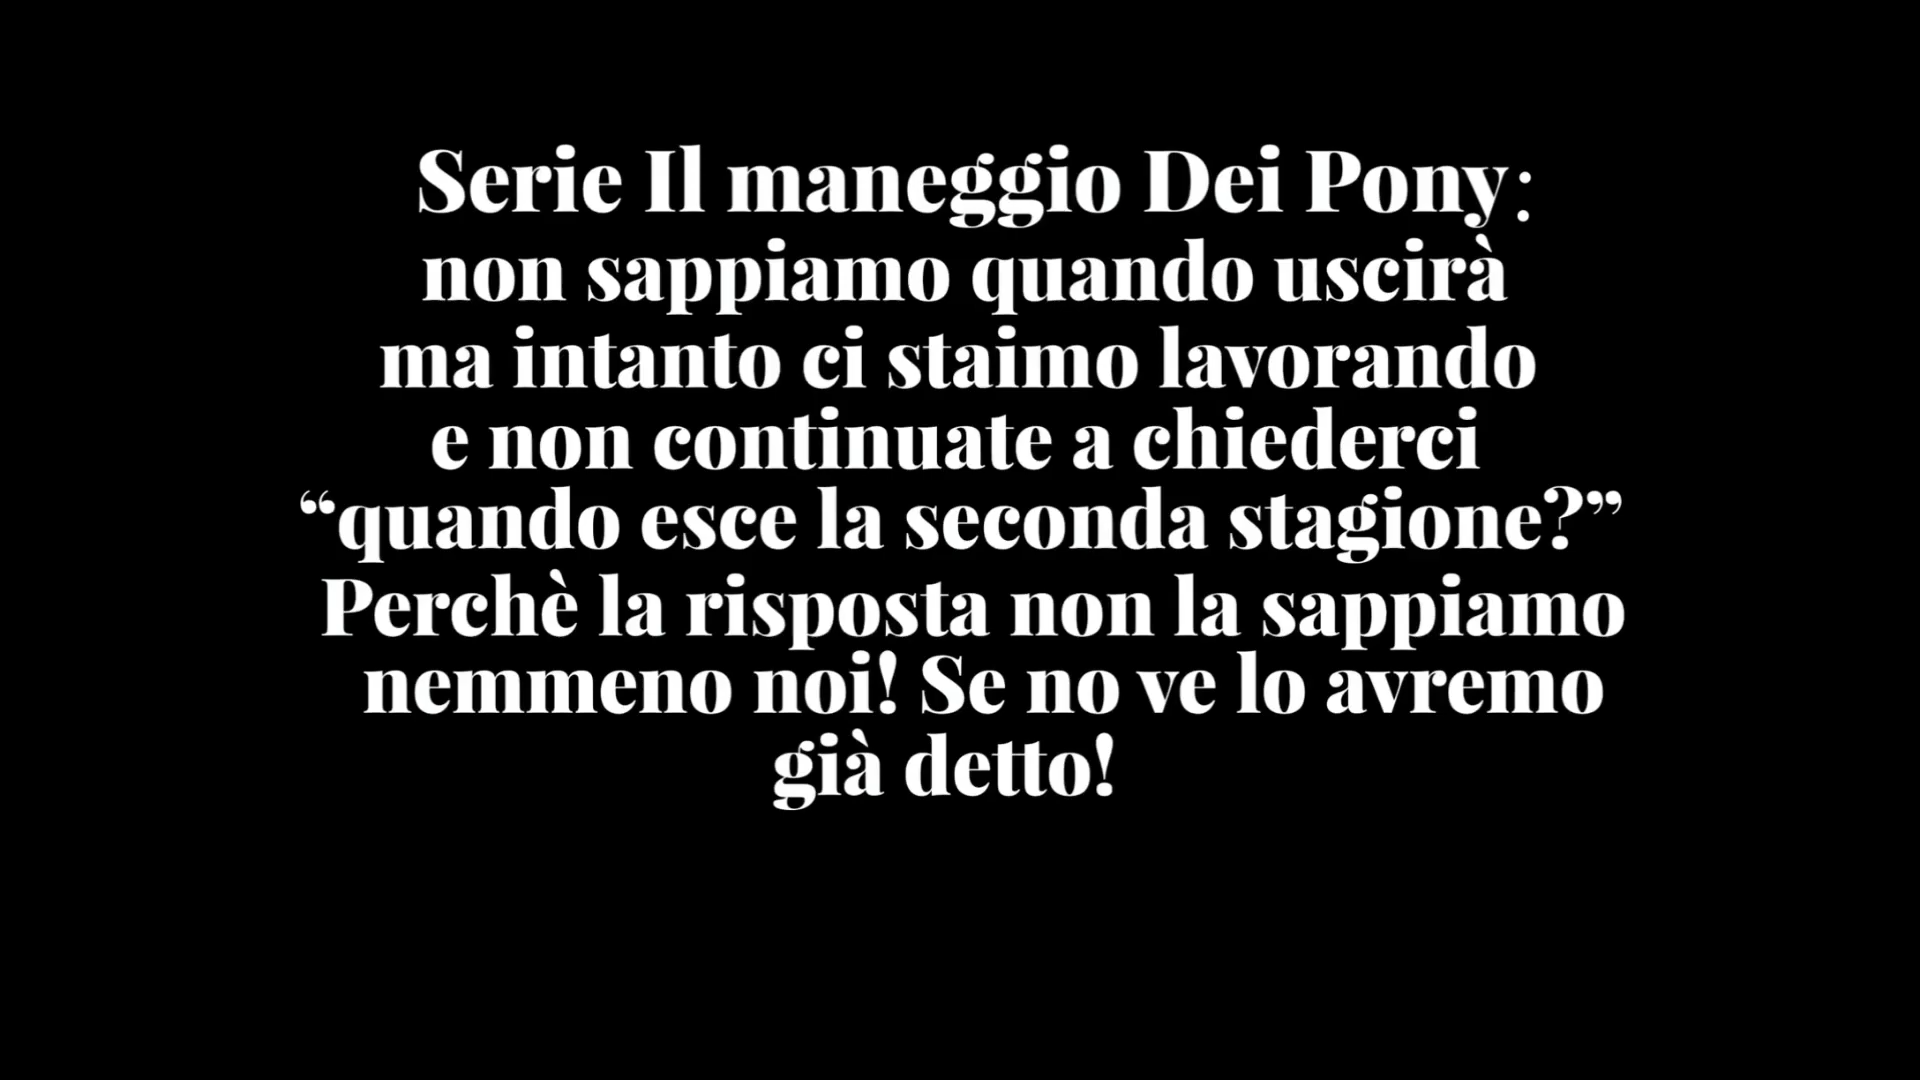 Serie Il maneggio Dei Pony:
non sappiamo quando uscirà
ma intanto ci staimo lavorando
e non continuate a chiederci
“quando esce la seconda stagione?”
Perchè la risposta non la sappiamo
nemmeno noi! Se no ve lo avremo
già detto!